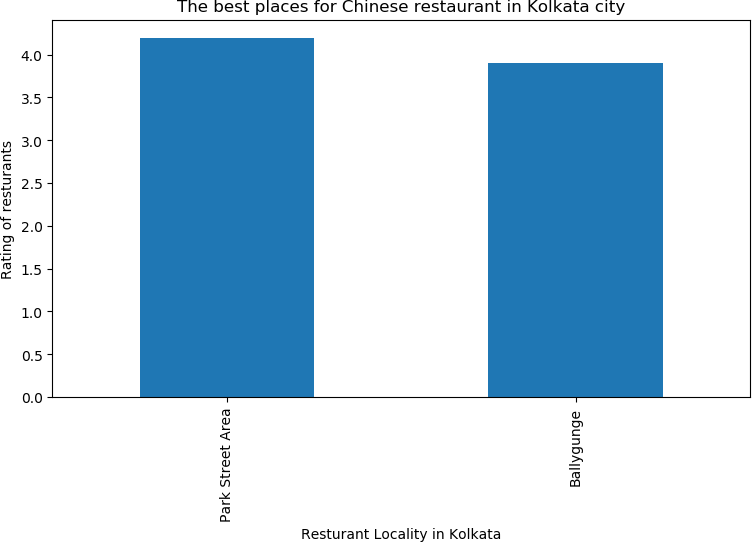 The best places for Chinese restaurant in Kolkata city
Rating of resturants
4.0
3.5
3.0
2.5
2.0
1.5
1.0
0.5
0.0
Park Street Area
Ballygunge
Resturant Locality in Kolkata